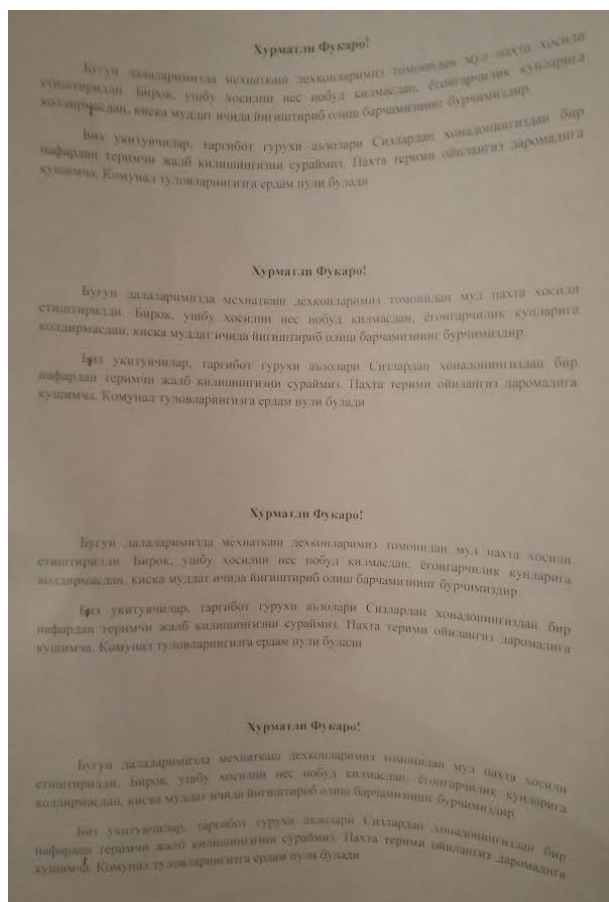 Хурматли Фукаро!
Бугун далаларимизда мехнаткаш дехконларимиз томонидан мул пахта хосили
етиштирилди. Бирок, ушбу хосилни нес нобуд килмасдан, ёгонгарчилик кунларига
колдирмасдан, киска муддат ичида йигиштириб олиш барчамизнинг бурчимиздир.
Биз укитувчилар, таргибот гурухи аъзолари Сизлардан хонадонингиздан бир
нафардан теримчи жалб килишингизни сураймиз. Пахта терими ойилангиз даромадига
кушимча. Комунал туловларингизга ердам пули булади
Хурматли Фукаро!
Бугун далаларимизда мехнаткаш дехконларимиз томонидан мул пахта хосили
етиштирилди. Бирок, ушбу хосилни нес нобуд килмасдан, ёгонгарчилик кунларига
колдирмасдан, киска муддат ичида йигиштириб олиш барчамизнинг бурчимиздир.
Биз укитувчилар, таргибот гурухи аъзолари Сизлардан хонадонингиздан бир
нафардан теримчи жалб килишингизни сураймиз. Пахта терими ойилангиз даромадига
кушимча. Комунал туловларингизга ердам пули булади
Хурматли Фукаро!
Бугун далаларимизда мехнаткаш дехконларимиз томонидан мул пахта хосили
етиштирилди. Бирок, ушбу хосилни нес нобуд килмасдан, ёгонгарчилик кунларига
колдирмасдан, киска муддат ичида йигиштириб олиш барчамизнинг бурчимиздир.
Биз укитувчилар, таргибот гурухи аъзолари Сизлардан хонадонингиздан бир
нафардан теримчи жалб килишингизни сураймиз. Пахта терими ойилангиз даромадига
кушимча. Комунал туловларингизга ердам пули булади
Хурматли Фукаро!
Бугун далаларимизда мехнаткаш дехконларимиз томонидан мул пахта хосили
етиштирилди. Бирок, ушбу хосилни нес нобуд килмасдан, ёгонгарчилик кунларига
колдирмасдан, киска муддат ичида йигиштириб олиш барчамизнинг бурчимиздир.
Биз укитувчилар, таргибот гурухи аъзолари Сизлардан хонадонингиздан бир
нафардан теримчи жалб килишингизни сураймиз. Пахта терими ойилангиз даромадига
кушимча. Комунал туловларингизга ердам пули булади